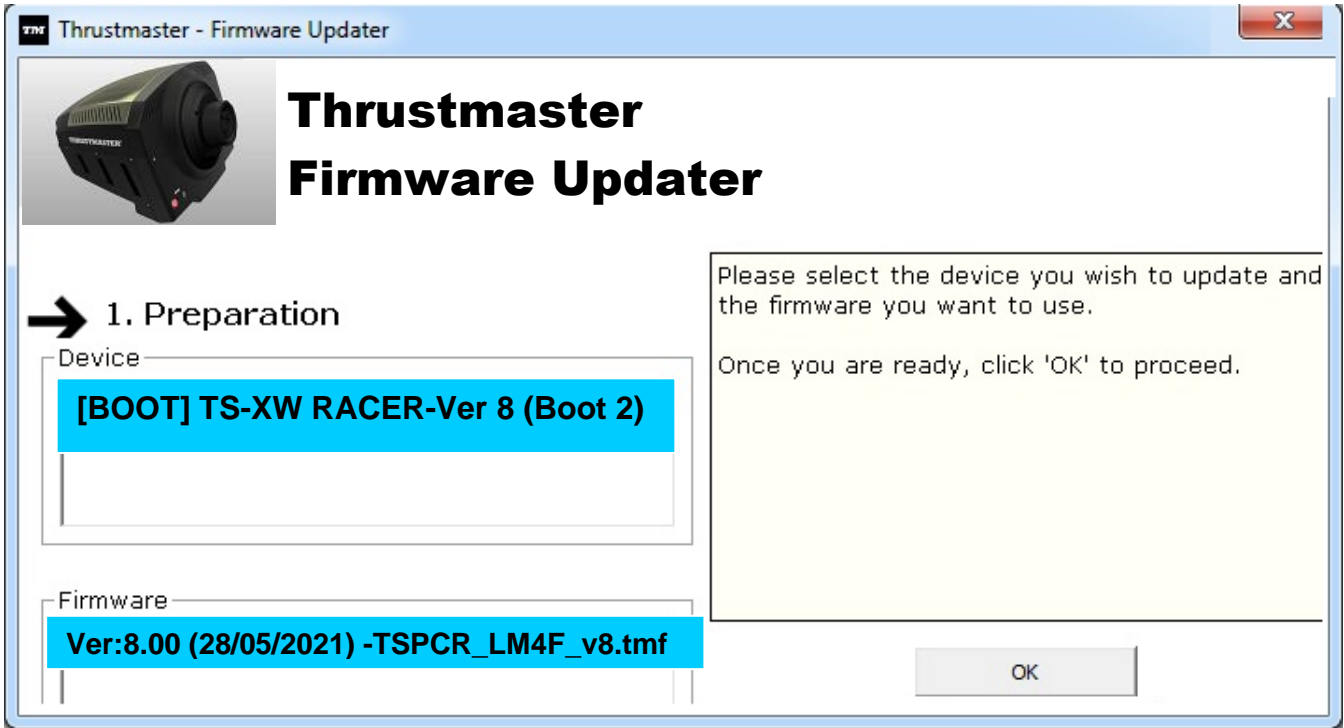 TM Thrustmaster - Firmware Updater
X
THRUSTMASTER
Thrustmaster
Firmware Updater
1. Preparation
Device
[BOOT] TS-XW RACER-Ver 8 (Boot 2)
Firmware
Ver:8.00 (28/05/2021) -TSPCR_LM4F_v8.tmf
Please select the device you wish to update and
the firmware you want to use.
Once you are ready, click 'OK' to proceed.
OK